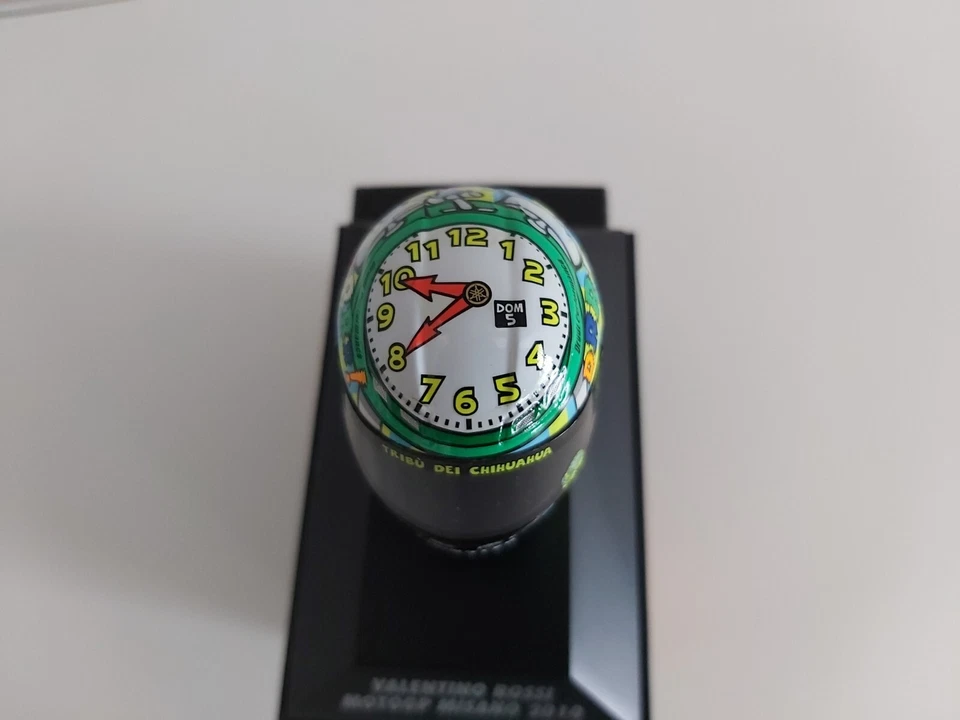 12
11 1
10 2
9 DOM 3
5
8 4
7 5
6
TRIBÙ DEI CHIHUAHUA
VALENTINO ROSSI
MOTOGP MISANO 2010